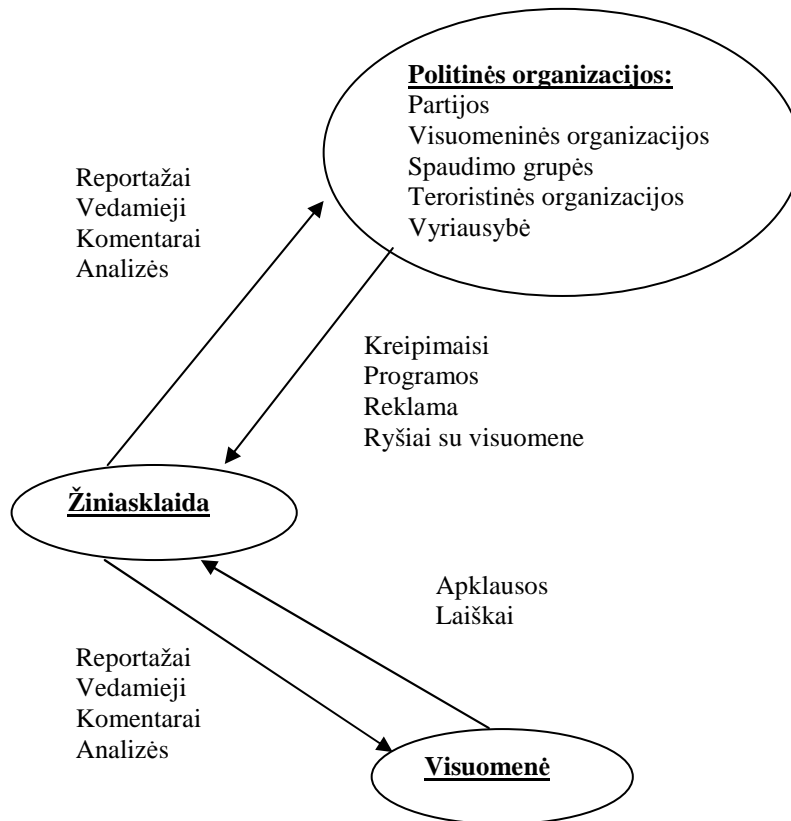 Politinės organizacijos:
Partijos
Visuomeninės organizacijos
Spaudimo grupės
Teroristinės organizacijos
Vyriausybė
Reportažai
Vedamieji
Komentarai
Analizės
Kreipimaisi
Programos
Reklama
Ryšiai su visuomene
Žiniasklaida
Apklausos
Laiškai
Reportažai
Vedamieji
Komentarai
Analizės
Visuomenė